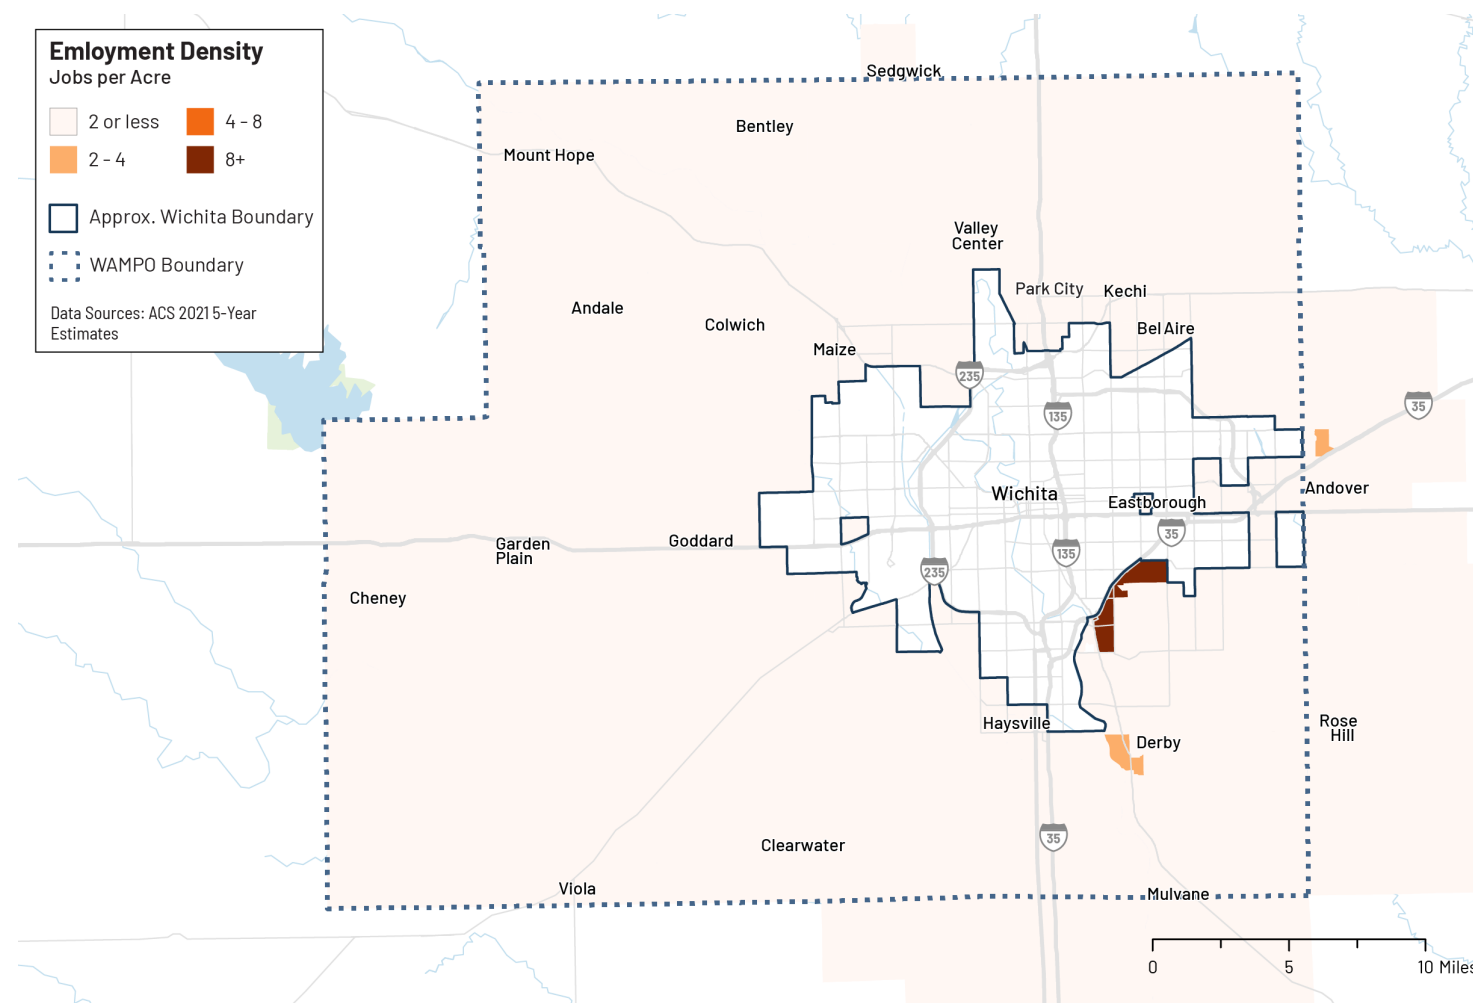 Emloyment Density
Jobs per Acre
2 or less
4 - 8
2 - 4
8+
Approx. Wichita Boundary
WAMPO Boundary
Data Sources: ACS 2021 5-Year
Estimates
Sedgwick
Bentley
Mount Hope
Valley
Center
Park City
Kechi
Andale
Colwich
Bel Aire
Maize
235
135
35
Wichita
Andover
Eastborough
Goddard
Garden
Plain
35
135
235
Cheney
Haysville
Rose
Hill
Derby
35
Clearwater
Viola
Mulvane
0
5
10 Miles